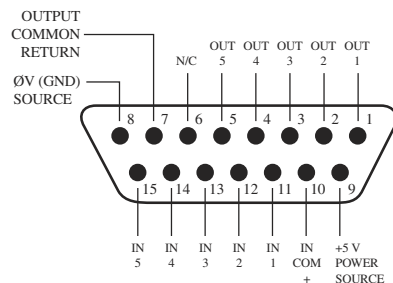 OUTPUT
COMMON
RETURN
ØV (GND)
SOURCE
N/C
OUT
5
OUT
4
OUT
3
OUT
2
OUT
1
8 7 6 5 4 3 2 1
15 14 13 12 11 10 9
IN
5
IN
4
IN
3
IN
2
IN
1
IN
COM
+
+5 V
POWER
SOURCE